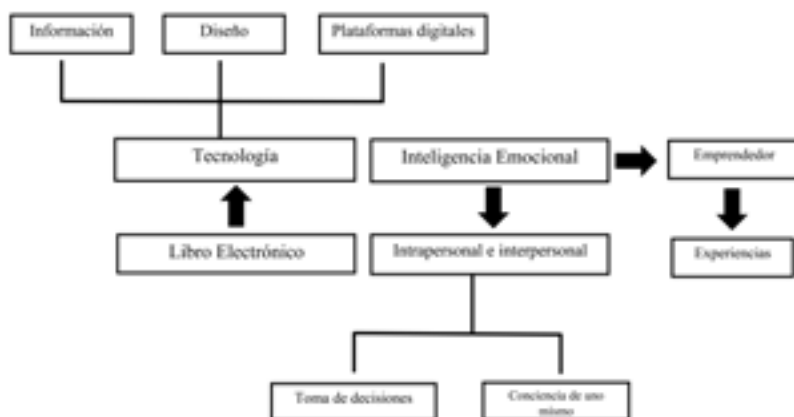 Información
Diseño
Plataformas digitales
Tecnología
Inteligencia Emocional
Emprendedor
Libro Electrónico
Intrapersonal e interpersonal
Experiencias
Toma de decisiones
Conciencia de uno
mismo